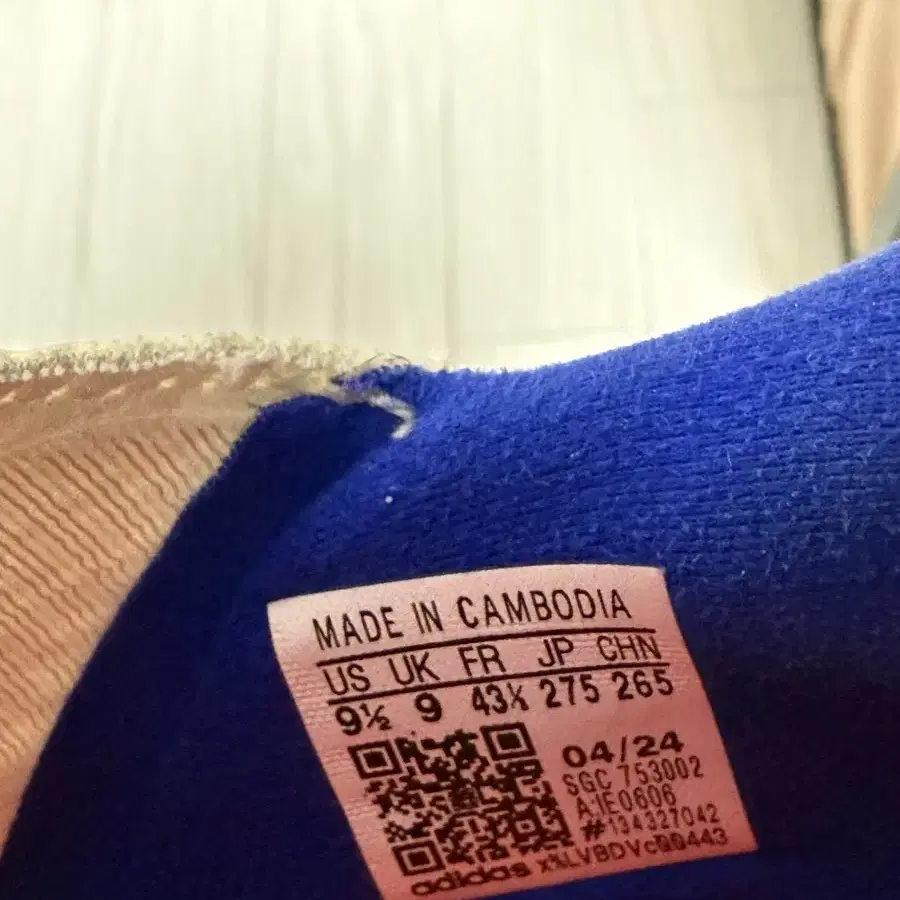 MADE IN CAMBODIA
US UK FR JP CHN
9½ 9 43⅓ 275 265
04/24
SGC 753002
A:IE0606
#134327042
adidas